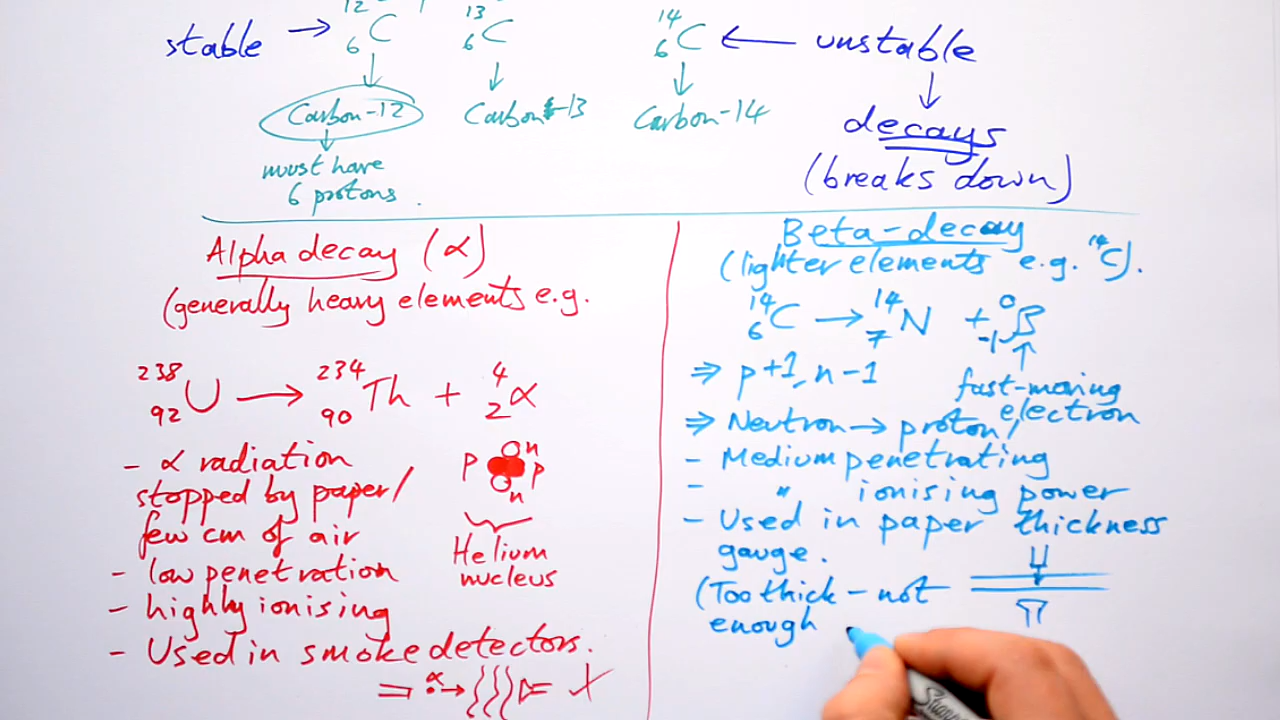 12 13 14
stable → 6 C 6 C 6 C ← unstable
Carbon-12 Carbon-13 Carbon-14
decays
must have
6 protons.
(breaks down)
Alpha decay (α)
(generally heavy elements e.g.
238 92 U → 234 90 Th + 4 2 α
- α radiation
stopped by paper/
few cm of air
p n p n
Helium
nucleus
- low penetration
- highly ionising
- Used in smoke detectors.
α
Beta-decay
(lighter elements e.g. ¹⁴C).
14 6 C → 14 7 N + 0 -1 β
⇒ p+1, n-1
fast-moving
electron
⇒ Neutron → proton/
- Medium penetrating
- " ionising power
- Used in paper thickness
gauge.
(Too thick - not
enough
Sharpie